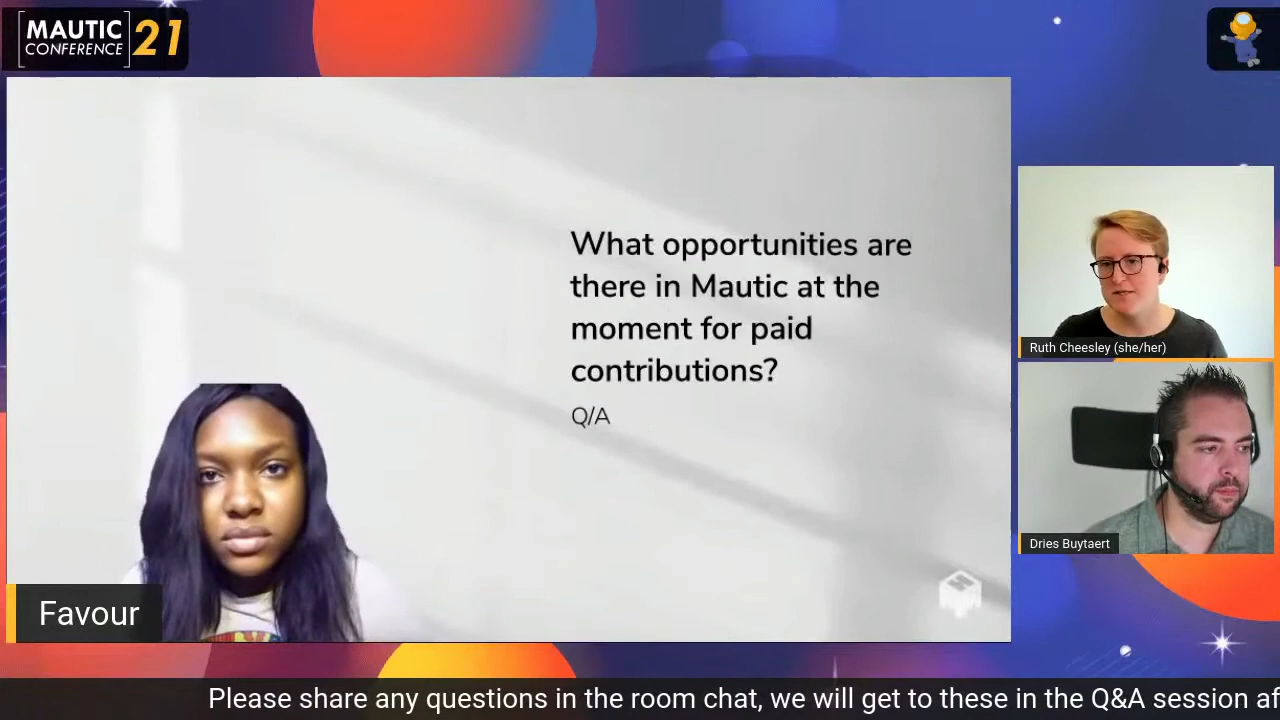 MAUTIC
CONFERENCE
21
What opportunities are
there in Mautic at the
moment for paid
contributions?
Q/A
Ruth Cheesley (she/her)
Dries Buytaert
Favour
Please share any questions in the room chat, we will get to these in the Q&A session af